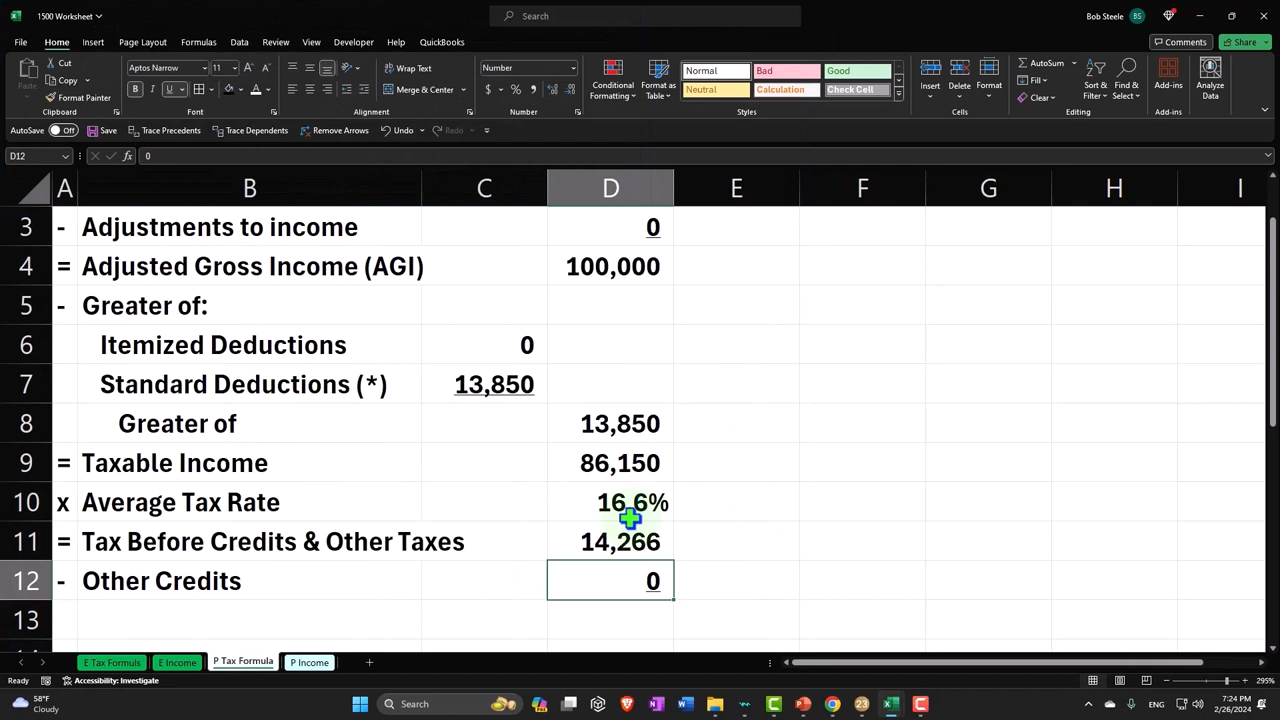 1500 Worksheet
Search
Bob Steele BS
File Home Insert Page Layout Formulas Data Review View Developer Help QuickBooks
Comments Share
Paste Cut Copy Format Painter
Aptos Narrow 11
Wrap Text
Merge & Center
Number
Conditional Formatting Format as Table
Normal Bad Good
Neutral Calculation Check Cell
Insert Delete Format
AutoSum Fill Clear
Sort & Filter Find & Select
Add-ins
Analyze Data
Clipboard Font Alignment Number Styles Cells Editing Add-ins
AutoSave Off Save Trace Precedents Trace Dependents Remove Arrows Undo Redo
D12 fx 0
A B C D E F G H I
3 - Adjustments to income 0
4 = Adjusted Gross Income (AGI) 100,000
5 - Greater of:
6 Itemized Deductions 0
7 Standard Deductions (*) 13,850
8 Greater of 13,850
9 = Taxable Income 86,150
10 x Average Tax Rate 16.6%
11 = Tax Before Credits & Other Taxes 14,266
12 - Other Credits 0
13
E Tax Formuls E Income P Tax Formula P Income
Ready Accessibility: Investigate 295%
58°F
Cloudy
Search
ENG
7:24 PM
2/26/2024